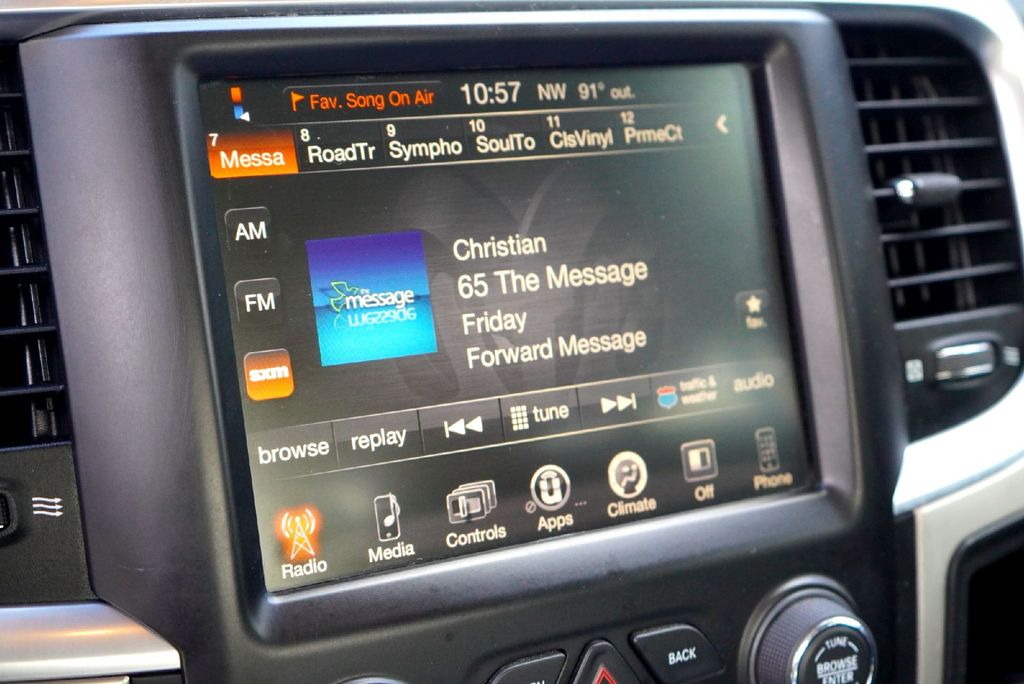 Fav. Song On Air 10:57 NW 91° out.
7 Messa 8 RoadTr 9 Sympho 10 SoulTo 11 ClsVinyl 12 PrmeCt
AM
FM
sxm
the message
Christian
65 The Message
Friday
Forward Message
fav.
browse replay tune traffic & weather audio
Radio Media Controls Apps Climate Off Phone
BACK
TUNE
BROWSE
ENTER